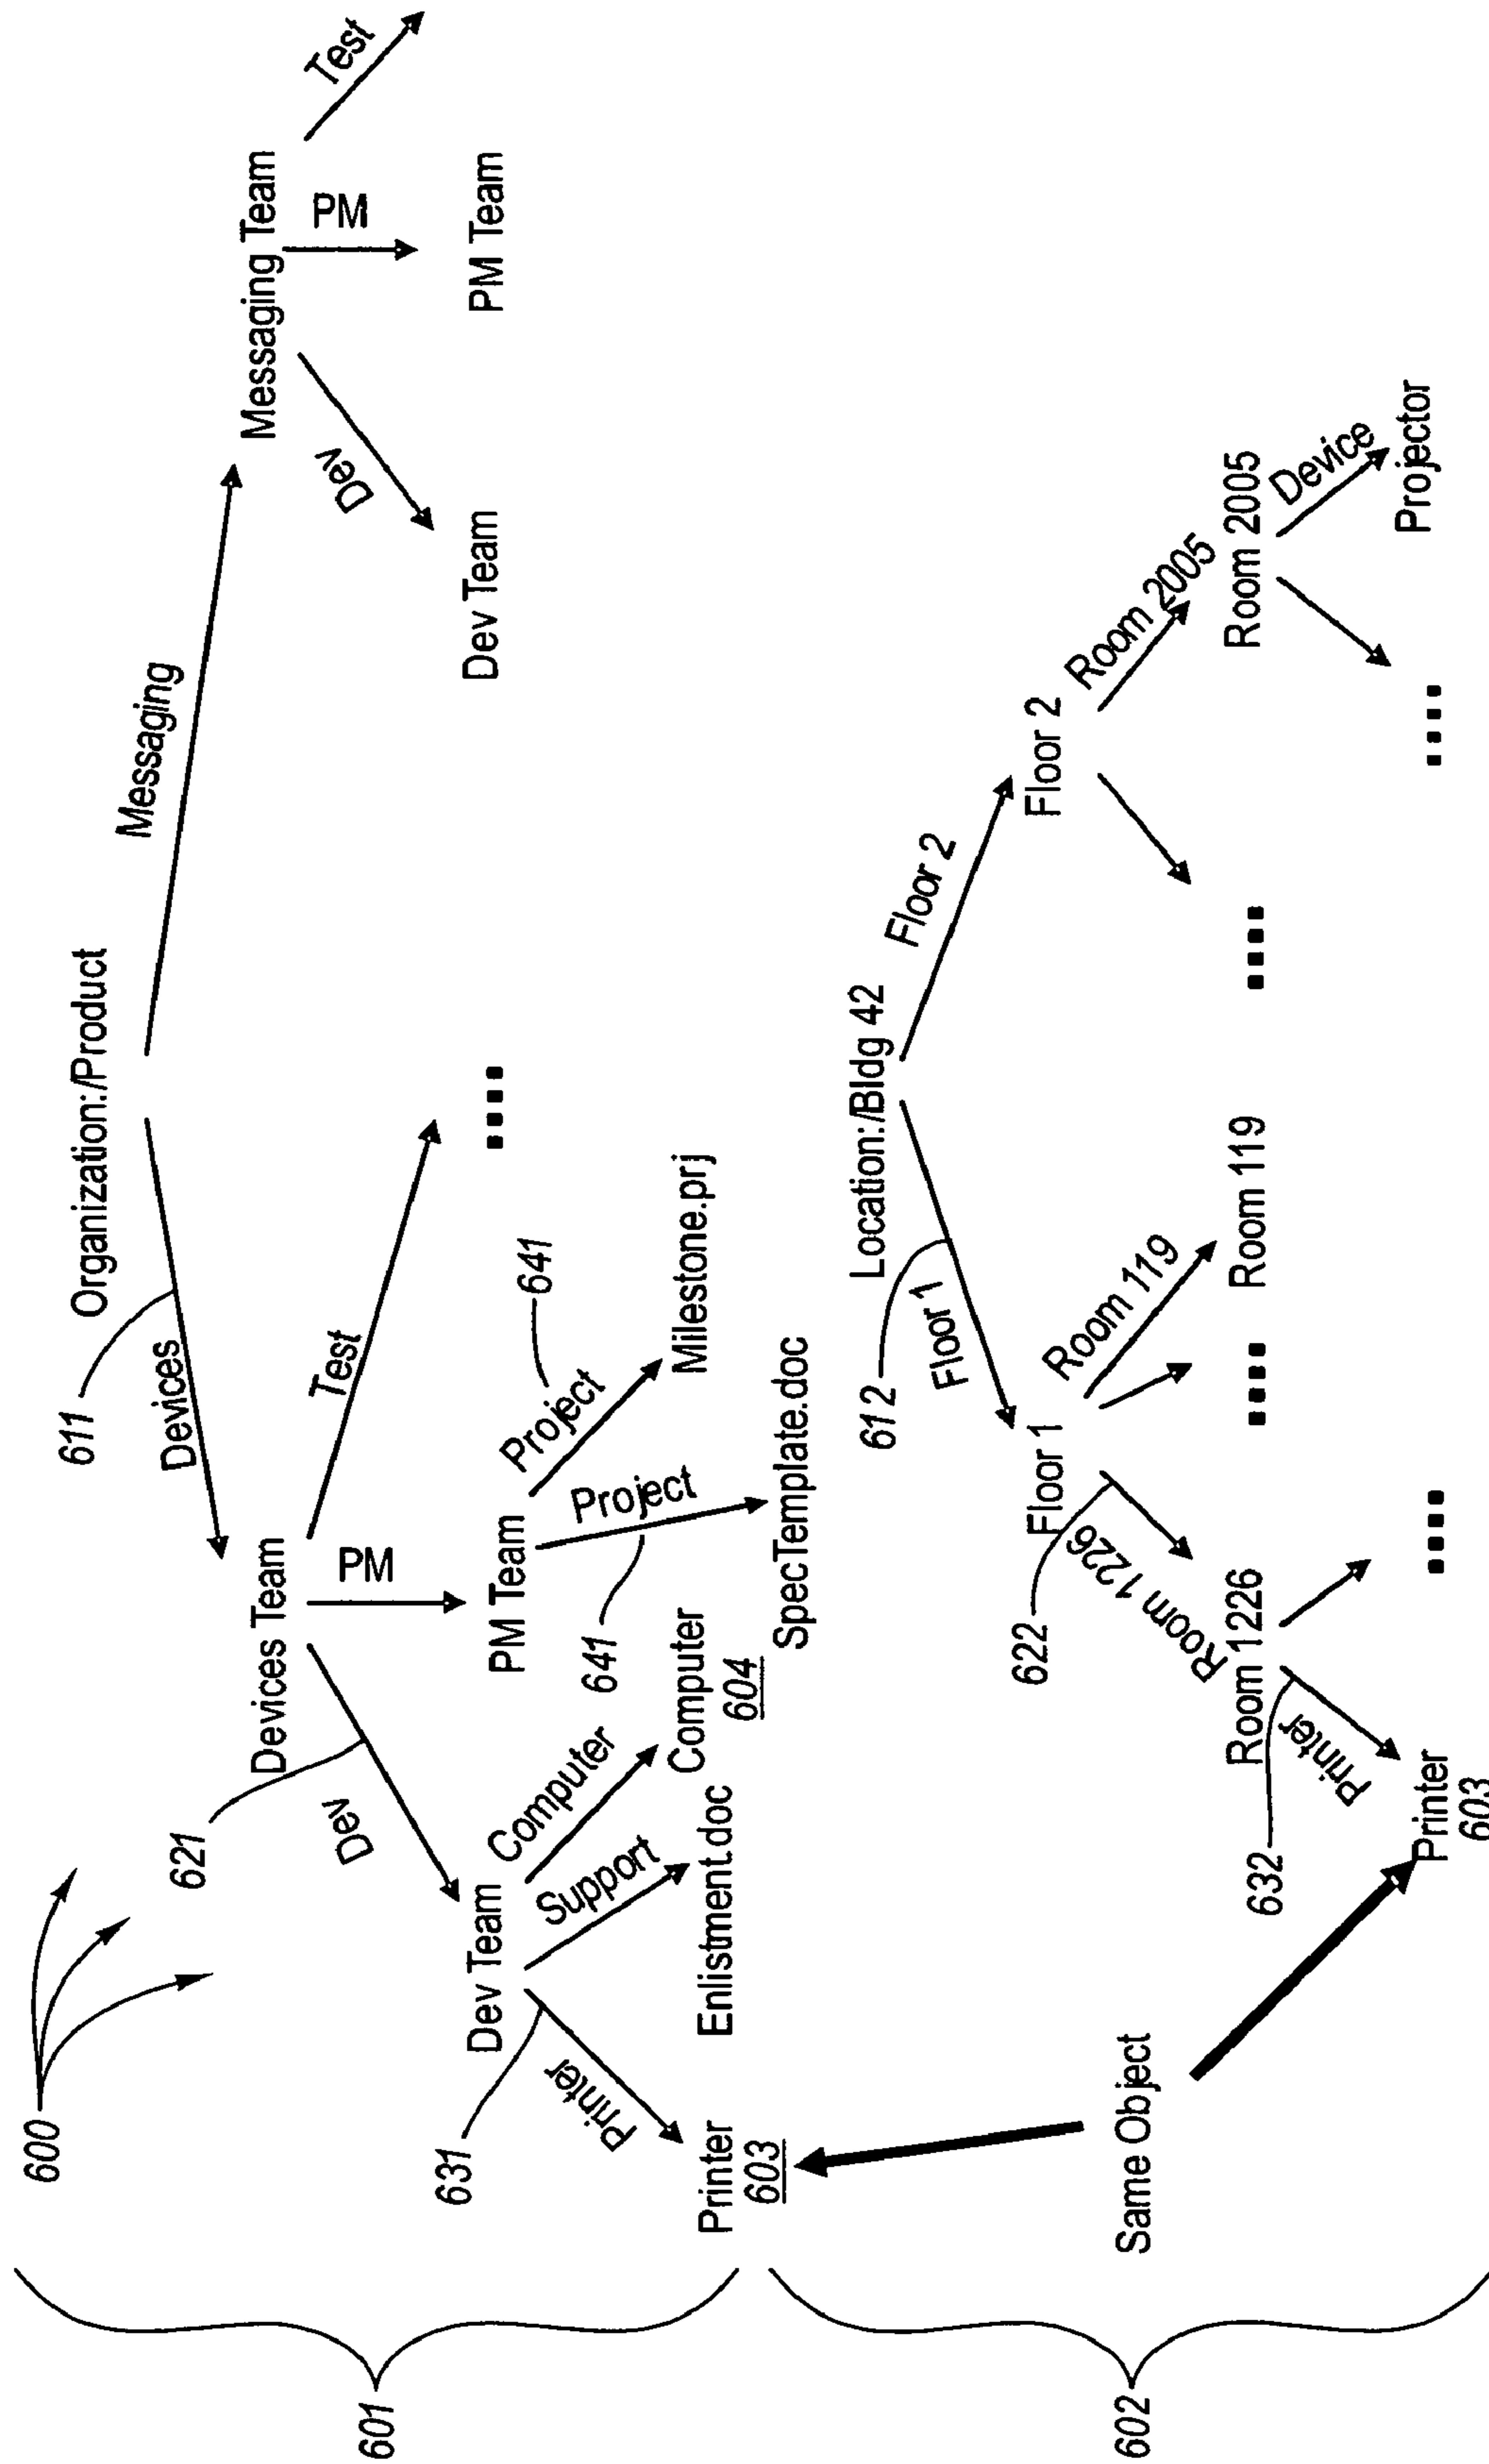 600
601
Organization:/Product
611
Devices
Messaging
Devices Team
Messaging Team
621
Dev
PM
Test
Dev
PM
Test
Dev Team
PM Team
Dev Team
PM Team
631
Printer
Support
Computer
641
Project
Project
641
Printer
603
Enlistment.doc
Computer
604
SpecTemplate.doc
Milestone.prj
602
Location:/Bldg 42
612
Floor 1
Floor 2
Floor 1
Floor 2
622
Room 1226
Room 119
Room 2005
Same Object
Room 1226
Room 119
Room 2005
632
Printer
Device
Printer
603
Projector